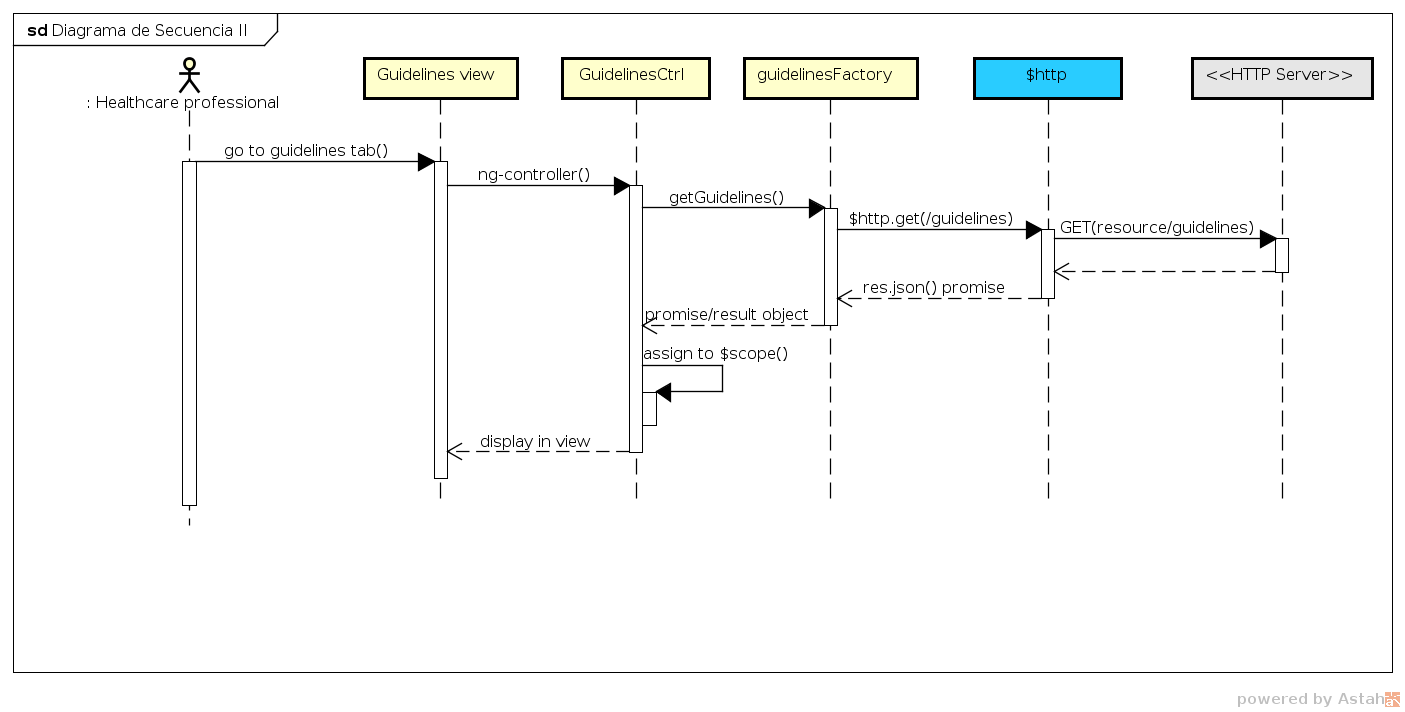 sd Diagrama de Secuencia II
: Healthcare professional
Guidelines view
GuidelinesCtrl
guidelinesFactory
$http
<<HTTP Server>>
go to guidelines tab()
ng-controller()
getGuidelines()
$http.get(/guidelines)
GET(resource/guidelines)
res.json() promise
promise/result object
assign to $scope()
display in view
powered by Astah